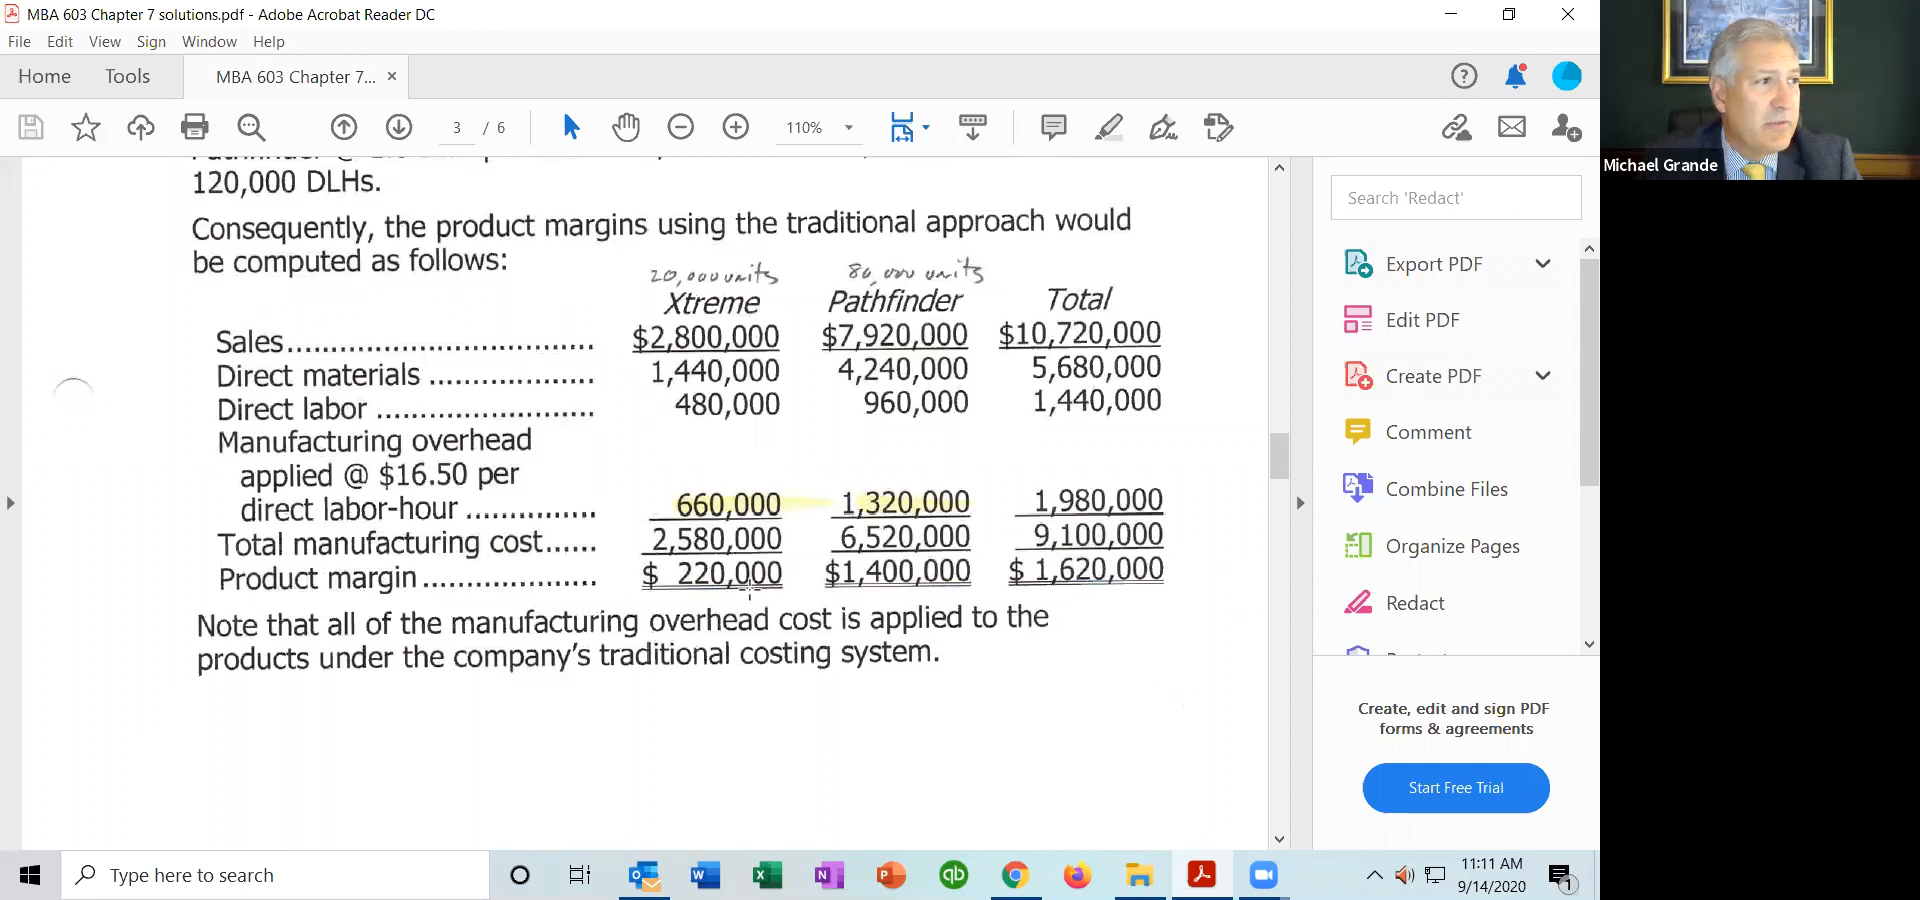 MBA 603 Chapter 7 solutions.pdf - Adobe Acrobat Reader DC
File Edit View Sign Window Help
Home Tools MBA 603 Chapter 7... ×
3 / 6 110%
120,000 DLHs.
Consequently, the product margins using the traditional approach would
be computed as follows:
20,000 units 80,000 units
Xtreme Pathfinder Total
Sales................................ $2,800,000 $7,920,000 $10,720,000
Direct materials ................. 1,440,000 4,240,000 5,680,000
Direct labor ....................... 480,000 960,000 1,440,000
Manufacturing overhead
applied @ $16.50 per
direct labor-hour .............. 660,000 1,320,000 1,980,000
Total manufacturing cost...... 2,580,000 6,520,000 9,100,000
Product margin .................. $ 220,000 $1,400,000 $ 1,620,000
Note that all of the manufacturing overhead cost is applied to the
products under the company's traditional costing system.
Search 'Redact'
Export PDF
Edit PDF
Create PDF
Comment
Combine Files
Organize Pages
Redact
Create, edit and sign PDF
forms & agreements
Start Free Trial
Michael Grande
Type here to search
11:11 AM
9/14/2020
1